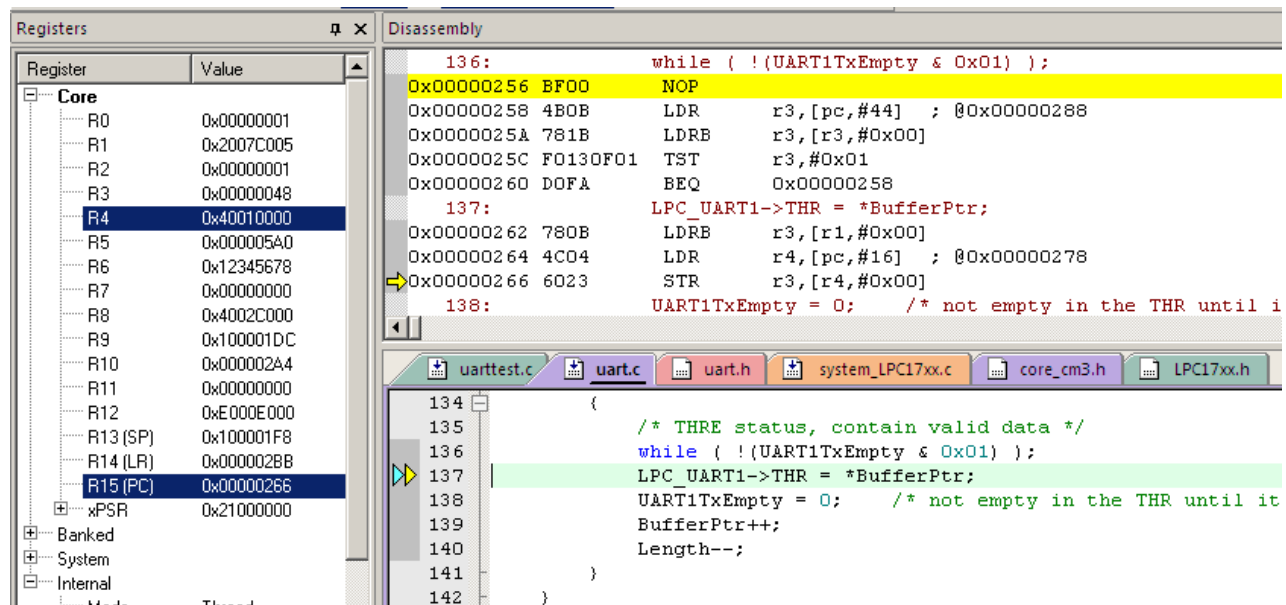 Registers
Register Value
Core
R0 0x00000001
R1 0x2007C005
R2 0x00000001
R3 0x00000048
R4 0x40010000
R5 0x000005A0
R6 0x12345678
R7 0x00000000
R8 0x4002C000
R9 0x100001DC
R10 0x000002A4
R11 0x00000000
R12 0xE000E000
R13 (SP) 0x100001F8
R14 (LR) 0x000002BB
R15 (PC) 0x00000266
xPSR 0x21000000
Banked
System
Internal
Disassembly
136: while ( !(UART1TxEmpty & 0x01) );
0x00000256 BF00 NOP
0x00000258 4B0B LDR r3,[pc,#44] ; @0x00000288
0x0000025A 781B LDRB r3,[r3,#0x00]
0x0000025C F0130F01 TST r3,#0x01
0x00000260 D0FA BEQ 0x00000258
137: LPC_UART1->THR = *BufferPtr;
0x00000262 780B LDRB r3,[r1,#0x00]
0x00000264 4C04 LDR r4,[pc,#16] ; @0x00000278
0x00000266 6023 STR r3,[r4,#0x00]
138: UART1TxEmpty = 0; /* not empty in the THR until i
uarttest.c uart.c uart.h system_LPC17xx.c core_cm3.h LPC17xx.h
134 {
135 /* THRE status, contain valid data */
136 while ( !(UART1TxEmpty & 0x01) );
137 LPC_UART1->THR = *BufferPtr;
138 UART1TxEmpty = 0; /* not empty in the THR until it
139 BufferPtr++;
140 Length--;
141 }
142 }